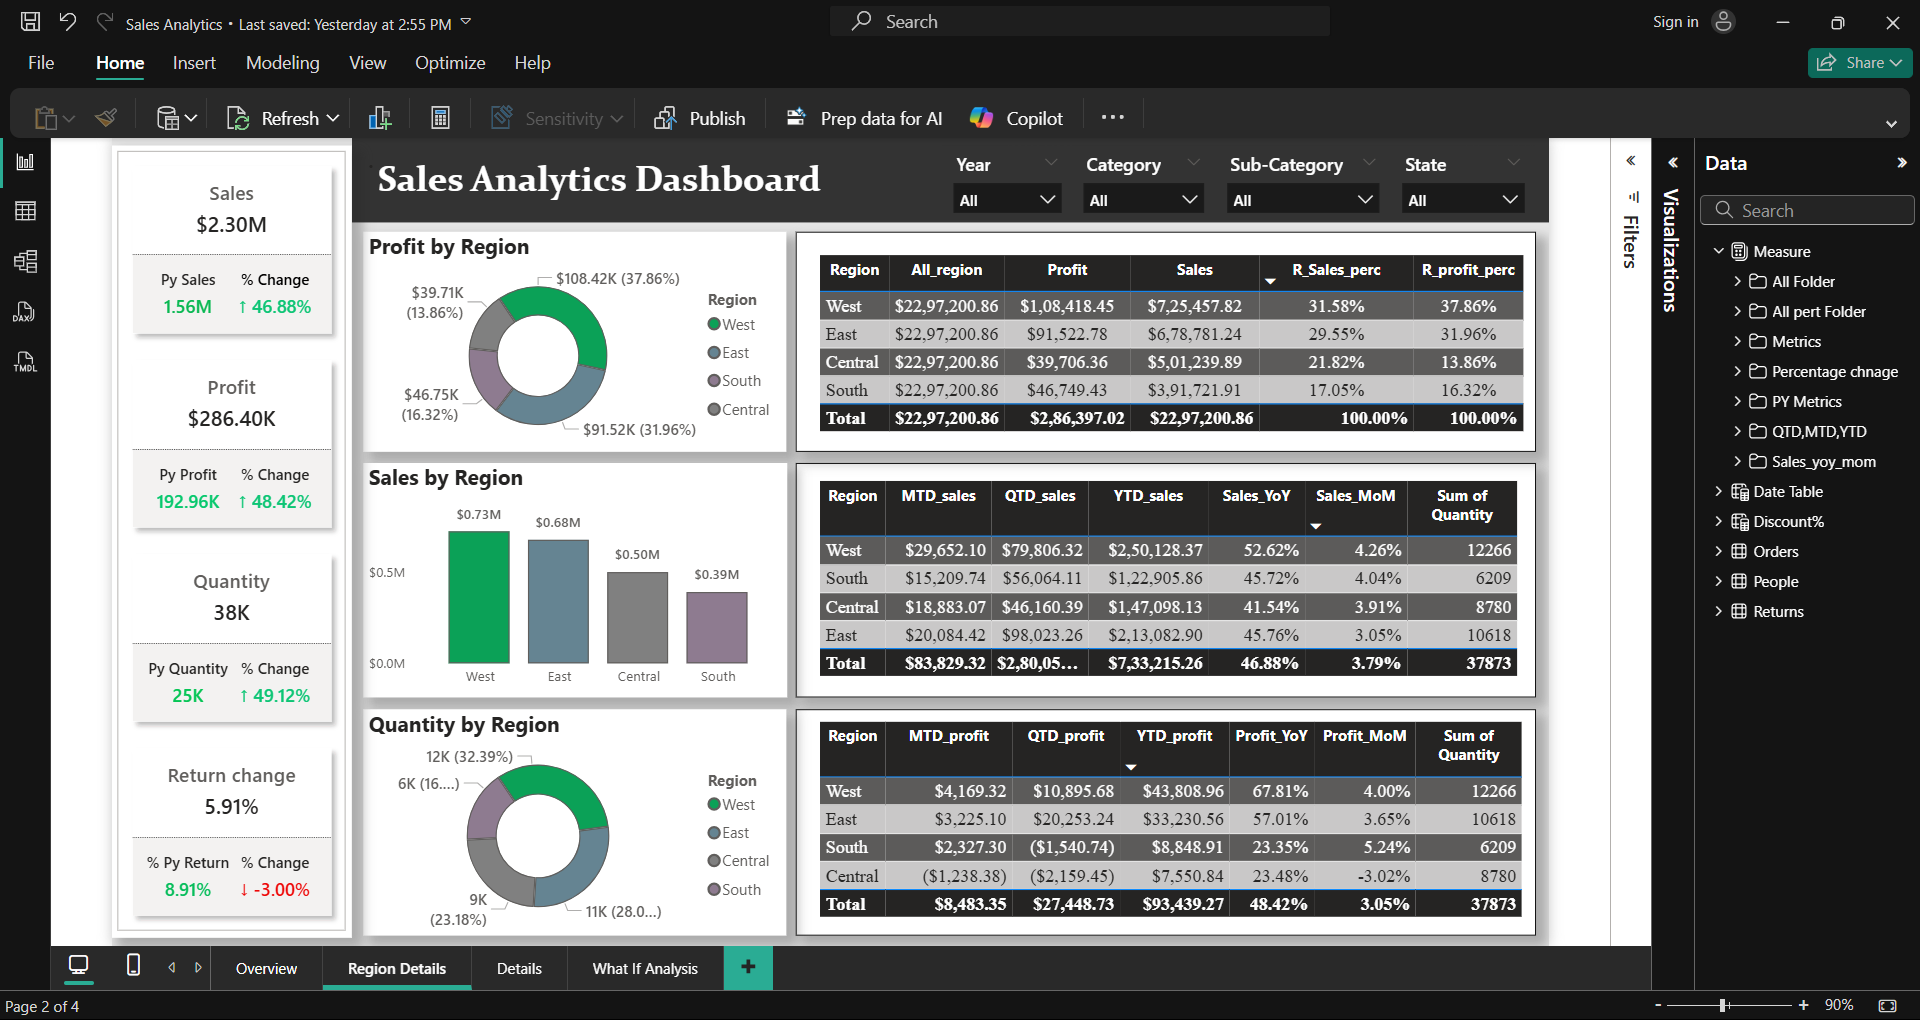 Sales Analytics • Last saved: Yesterday at 2:55 PM
Search
Sign in
File Home Insert Modeling View Optimize Help
Share
Refresh
Sensitivity
Publish
Prep data for AI
Copilot
DAX
TMDL
Sales
$2.30M
Py Sales % Change
1.56M ↑ 46.88%
Profit
$286.40K
Py Profit % Change
192.96K ↑ 48.42%
Quantity
38K
Py Quantity % Change
25K ↑ 49.12%
Return change
5.91%
% Py Return % Change
8.91% ↓ -3.00%
Sales Analytics Dashboard
Year Category Sub-Category State
All All All All
Profit by Region
$108.42K (37.86%)
$39.71K
(13.86%)
$46.75K
(16.32%)
$91.52K (31.96%)
Region
West
East
South
Central
Region All_region Profit Sales R_Sales_perc R_profit_perc
West $22,97,200.86 $1,08,418.45 $7,25,457.82 31.58% 37.86%
East $22,97,200.86 $91,522.78 $6,78,781.24 29.55% 31.96%
Central $22,97,200.86 $39,706.36 $5,01,239.89 21.82% 13.86%
South $22,97,200.86 $46,749.43 $3,91,721.91 17.05% 16.32%
Total $22,97,200.86 $2,86,397.02 $22,97,200.86 100.00% 100.00%
Sales by Region
$0.73M
$0.68M
$0.50M
$0.39M
$0.5M
$0.0M
West East Central South
Region MTD_sales QTD_sales YTD_sales Sales_YoY Sales_MoM Sum of
Quantity
West $29,652.10 $79,806.32 $2,50,128.37 52.62% 4.26% 12266
South $15,209.74 $56,064.11 $1,22,905.86 45.72% 4.04% 6209
Central $18,883.07 $46,160.39 $1,47,098.13 41.54% 3.91% 8780
East $20,084.42 $98,023.26 $2,13,082.90 45.76% 3.05% 10618
Total $83,829.32 $2,80,05... $7,33,215.26 46.88% 3.79% 37873
Quantity by Region
12K (32.39%)
6K (16....)
9K
(23.18%)
11K (28.0...)
Region
West
East
Central
South
Region MTD_profit QTD_profit YTD_profit Profit_YoY Profit_MoM Sum of
Quantity
West $4,169.32 $10,895.68 $43,808.96 67.81% 4.00% 12266
East $3,225.10 $20,253.24 $33,230.56 57.01% 3.65% 10618
South $2,327.30 ($1,540.74) $8,848.91 23.35% 5.24% 6209
Central ($1,238.38) ($2,159.45) $7,550.84 23.48% -3.02% 8780
Total $8,483.35 $27,448.73 $93,439.27 48.42% 3.05% 37873
Filters
Visualizations
Data
Search
Measure
All Folder
All pert Folder
Metrics
Percentage chnage
PY Metrics
QTD,MTD,YTD
Sales_yoy_mom
Date Table
Discount%
Orders
People
Returns
Overview Region Details Details What If Analysis +
Page 2 of 4
- + 90%